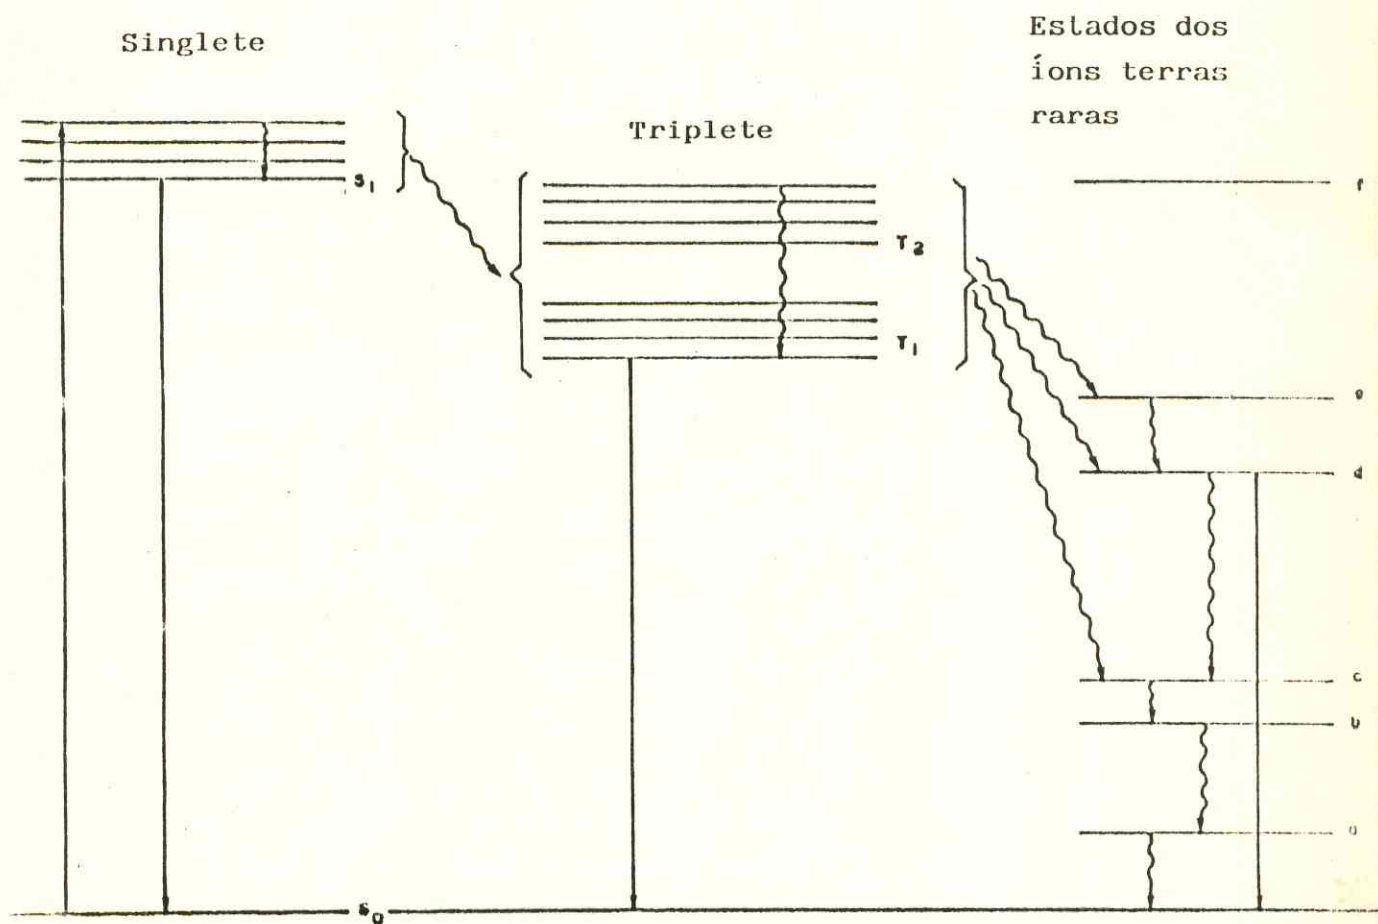 Singlete
Estados dos
íons terras
raras
Triplete
S1
T2
T1
f
e
d
c
b
a
S0